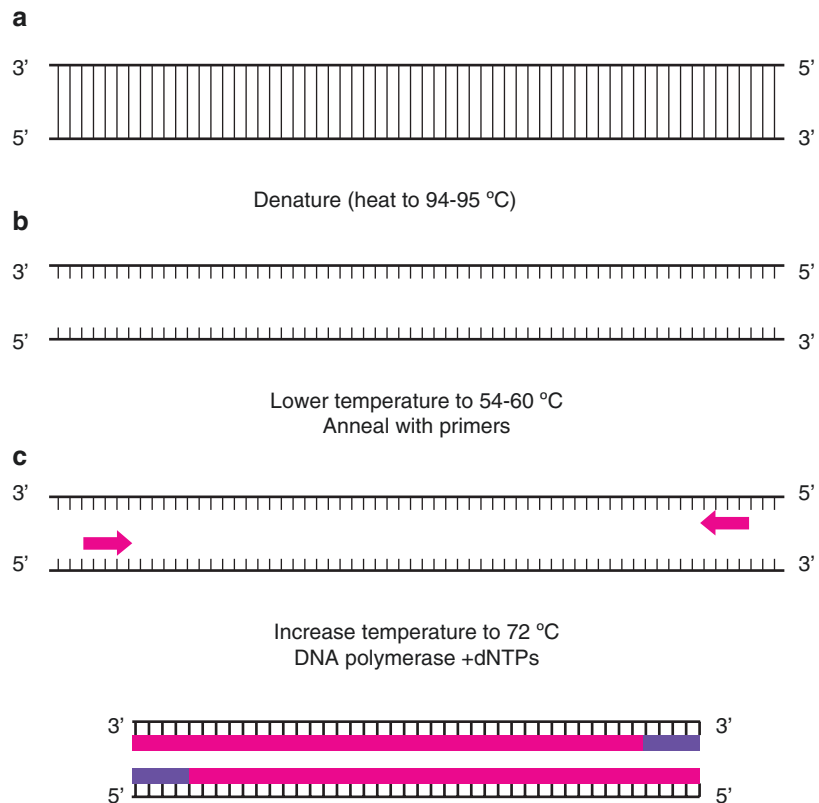 a
3’ 5’
5’ 3’
Denature (heat to 94-95 ºC)
b
3’ 5’
5’ 3’
Lower temperature to 54-60 ºC
Anneal with primers
c
3’ 5’
5’ 3’
Increase temperature to 72 ºC
DNA polymerase +dNTPs
3’ 3’
5’ 5’